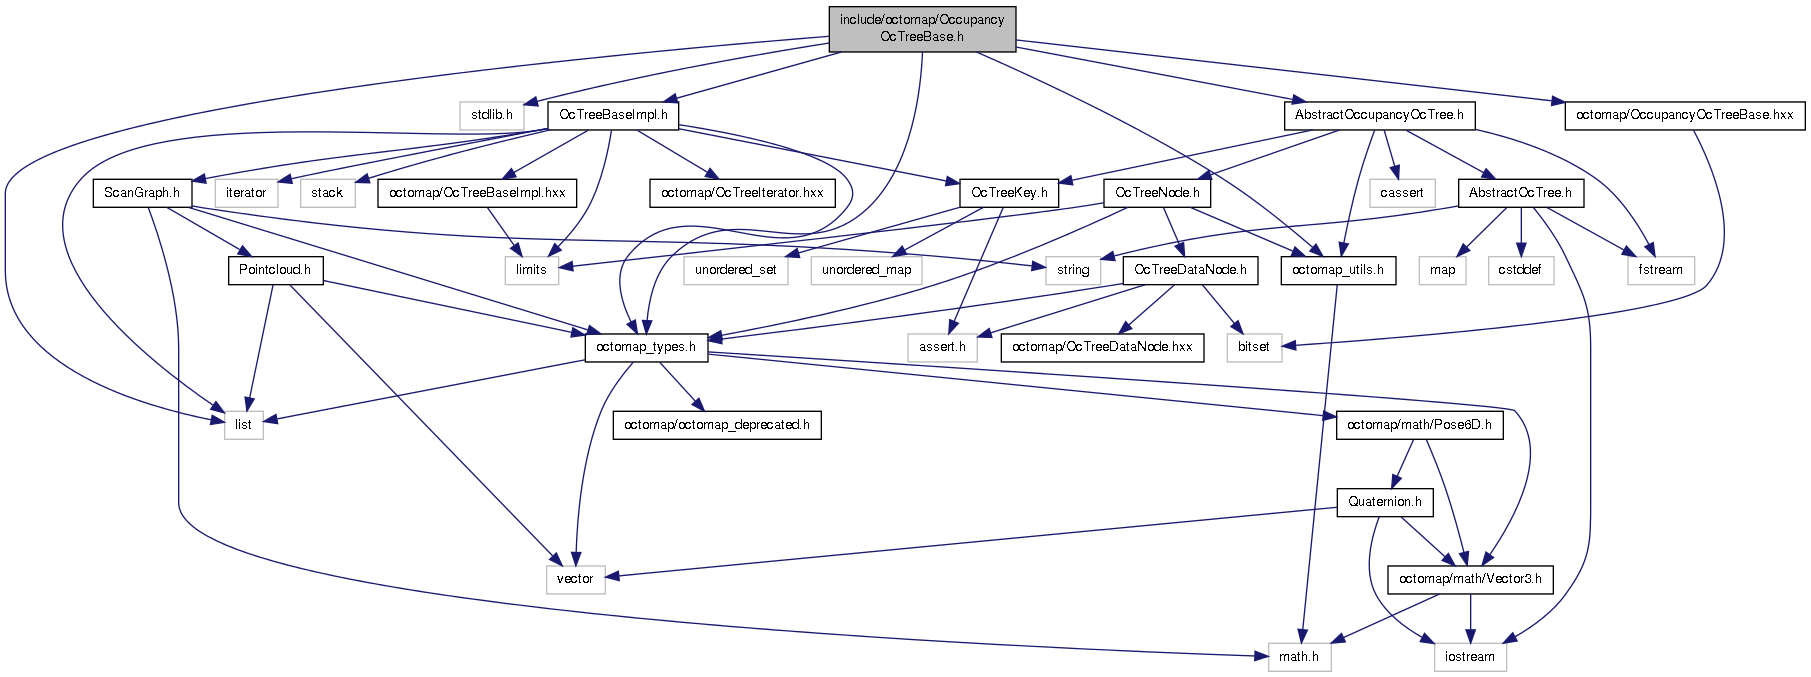 include/octomap/Occupancy
OcTreeBase.h
stdlib.h
OcTreeBaseImpl.h
AbstractOccupancyOcTree.h
octomap/OccupancyOcTreeBase.hxx
ScanGraph.h
iterator
stack
octomap/OcTreeBaseImpl.hxx
octomap/OcTreeIterator.hxx
OcTreeKey.h
OcTreeNode.h
cassert
AbstractOcTree.h
Pointcloud.h
limits
unordered_set
unordered_map
string
OcTreeDataNode.h
octomap_utils.h
map
cstddef
fstream
octomap_types.h
assert.h
octomap/OcTreeDataNode.hxx
bitset
list
octomap/octomap_deprecated.h
octomap/math/Pose6D.h
Quaternion.h
vector
octomap/math/Vector3.h
math.h
iostream